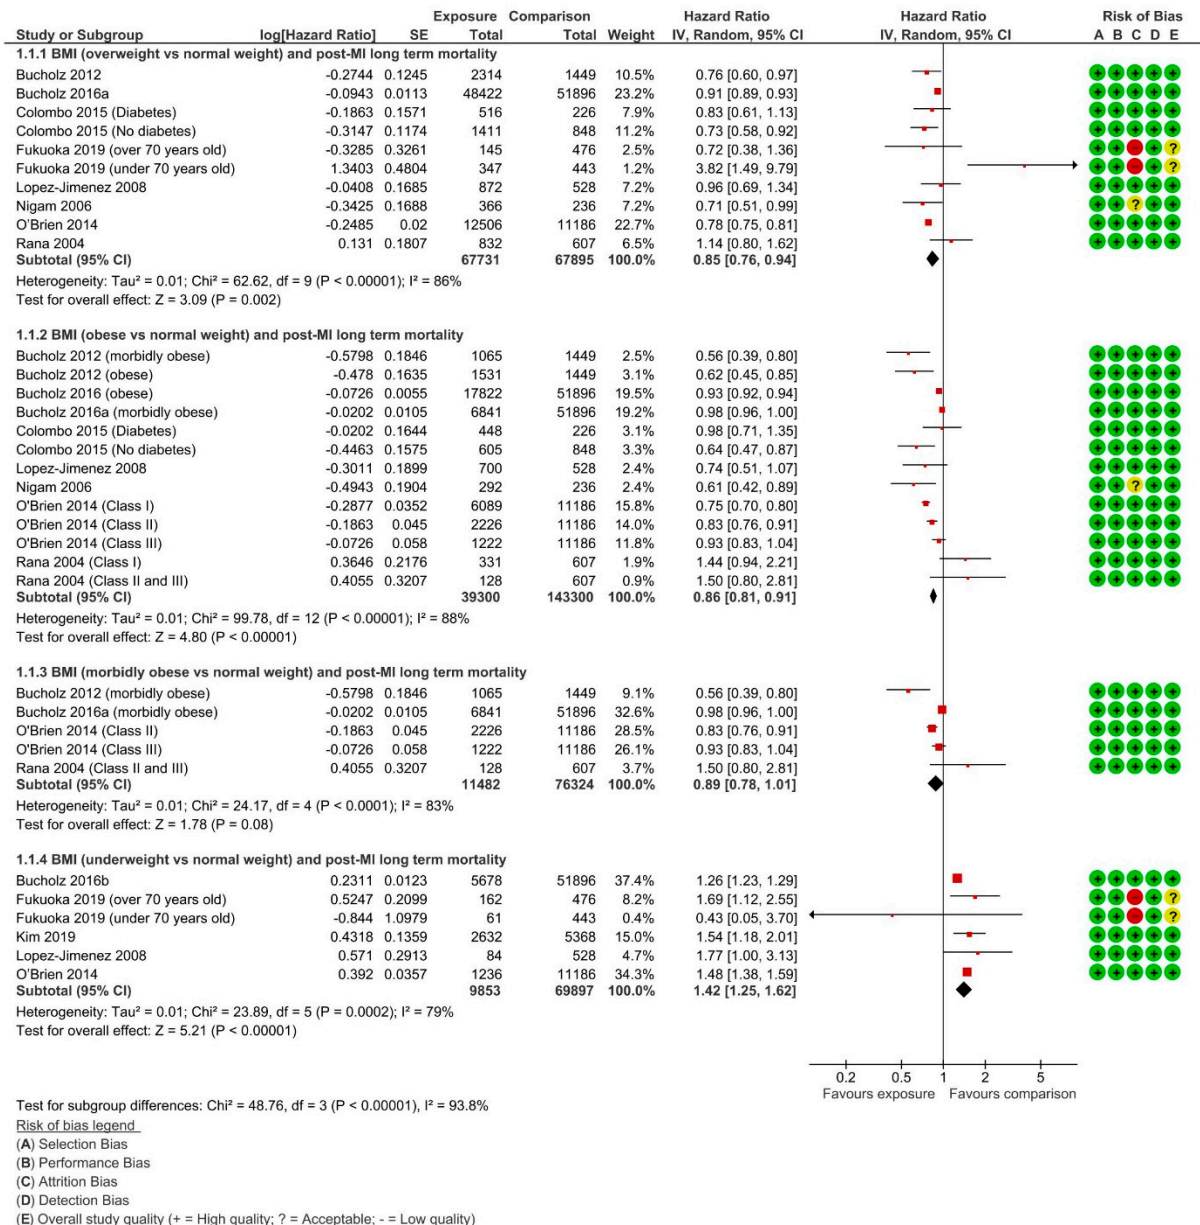 Exposure Comparison Hazard Ratio Hazard Ratio Risk of Bias
Study or Subgroup log[Hazard Ratio] SE Total Total Weight IV, Random, 95% CI IV, Random, 95% CI A B C D E
1.1.1 BMI (overweight vs normal weight) and post-MI long term mortality
Bucholz 2012 -0.2744 0.1245 2314 1449 10.5% 0.76 [0.60, 0.97] + + + + +
Bucholz 2016a -0.0943 0.0113 48422 51896 23.2% 0.91 [0.89, 0.93] + + + + +
Colombo 2015 (Diabetes) -0.1863 0.1571 516 226 7.9% 0.83 [0.61, 1.13] + + + + +
Colombo 2015 (No diabetes) -0.3147 0.1174 1411 848 11.2% 0.73 [0.58, 0.92] + + + + +
Fukuoka 2019 (over 70 years old) -0.3285 0.3261 145 476 2.5% 0.72 [0.38, 1.36] + + - + ?
Fukuoka 2019 (under 70 years old) 1.3403 0.4804 347 443 1.2% 3.82 [1.49, 9.79] + + - + ?
Lopez-Jimenez 2008 -0.0408 0.1685 872 528 7.2% 0.96 [0.69, 1.34] + + + + +
Nigam 2006 -0.3425 0.1688 366 236 7.2% 0.71 [0.51, 0.99] + + ? + +
O'Brien 2014 -0.2485 0.02 12506 11186 22.7% 0.78 [0.75, 0.81] + + + + +
Rana 2004 0.131 0.1807 832 607 6.5% 1.14 [0.80, 1.62] + + + + +
Subtotal (95% CI) 67731 67895 100.0% 0.85 [0.76, 0.94]
Heterogeneity: Tau² = 0.01; Chi² = 62.62, df = 9 (P < 0.00001); I² = 86%
Test for overall effect: Z = 3.09 (P = 0.002)
1.1.2 BMI (obese vs normal weight) and post-MI long term mortality
Bucholz 2012 (morbidly obese) -0.5798 0.1846 1065 1449 2.5% 0.56 [0.39, 0.80] + + + + +
Bucholz 2012 (obese) -0.478 0.1635 1531 1449 3.1% 0.62 [0.45, 0.85] + + + + +
Bucholz 2016 (obese) -0.0726 0.0055 17822 51896 19.5% 0.93 [0.92, 0.94] + + + + +
Bucholz 2016a (morbidly obese) -0.0202 0.0105 6841 51896 19.2% 0.98 [0.96, 1.00] + + + + +
Colombo 2015 (Diabetes) -0.0202 0.1644 448 226 3.1% 0.98 [0.71, 1.35] + + + + +
Colombo 2015 (No diabetes) -0.4463 0.1575 605 848 3.3% 0.64 [0.47, 0.87] + + + + +
Lopez-Jimenez 2008 -0.3011 0.1899 700 528 2.4% 0.74 [0.51, 1.07] + + + + +
Nigam 2006 -0.4943 0.1904 292 236 2.4% 0.61 [0.42, 0.89] + + ? + +
O'Brien 2014 (Class I) -0.2877 0.0352 6089 11186 15.8% 0.75 [0.70, 0.80] + + + + +
O'Brien 2014 (Class II) -0.1863 0.045 2226 11186 14.0% 0.83 [0.76, 0.91] + + + + +
O'Brien 2014 (Class III) -0.0726 0.058 1222 11186 11.8% 0.93 [0.83, 1.04] + + + + +
Rana 2004 (Class I) 0.3646 0.2176 331 607 1.9% 1.44 [0.94, 2.21] + + + + +
Rana 2004 (Class II and III) 0.4055 0.3207 128 607 0.9% 1.50 [0.80, 2.81] + + + + +
Subtotal (95% CI) 39300 143300 100.0% 0.86 [0.81, 0.91]
Heterogeneity: Tau² = 0.01; Chi² = 99.78, df = 12 (P < 0.00001); I² = 88%
Test for overall effect: Z = 4.80 (P < 0.00001)
1.1.3 BMI (morbidly obese vs normal weight) and post-MI long term mortality
Bucholz 2012 (morbidly obese) -0.5798 0.1846 1065 1449 9.1% 0.56 [0.39, 0.80] + + + + +
Bucholz 2016a (morbidly obese) -0.0202 0.0105 6841 51896 32.6% 0.98 [0.96, 1.00] + + + + +
O'Brien 2014 (Class II) -0.1863 0.045 2226 11186 28.5% 0.83 [0.76, 0.91] + + + + +
O'Brien 2014 (Class III) -0.0726 0.058 1222 11186 26.1% 0.93 [0.83, 1.04] + + + + +
Rana 2004 (Class II and III) 0.4055 0.3207 128 607 3.7% 1.50 [0.80, 2.81] + + + + +
Subtotal (95% CI) 11482 76324 100.0% 0.89 [0.78, 1.01]
Heterogeneity: Tau² = 0.01; Chi² = 24.17, df = 4 (P < 0.0001); I² = 83%
Test for overall effect: Z = 1.78 (P = 0.08)
1.1.4 BMI (underweight vs normal weight) and post-MI long term mortality
Bucholz 2016b 0.2311 0.0123 5678 51896 37.4% 1.26 [1.23, 1.29] + + + + +
Fukuoka 2019 (over 70 years old) 0.5247 0.2099 162 476 8.2% 1.69 [1.12, 2.55] + + - + ?
Fukuoka 2019 (under 70 years old) -0.844 1.0979 61 443 0.4% 0.43 [0.05, 3.70] + + - + ?
Kim 2019 0.4318 0.1359 2632 5368 15.0% 1.54 [1.18, 2.01] + + + + +
Lopez-Jimenez 2008 0.571 0.2913 84 528 4.7% 1.77 [1.00, 3.13] + + + + +
O'Brien 2014 0.392 0.0357 1236 11186 34.3% 1.48 [1.38, 1.59] + + + + +
Subtotal (95% CI) 9853 69897 100.0% 1.42 [1.25, 1.62]
Heterogeneity: Tau² = 0.01; Chi² = 23.89, df = 5 (P = 0.0002); I² = 79%
Test for overall effect: Z = 5.21 (P < 0.00001)
0.2 0.5 1 2 5
Favours exposure Favours comparison
Test for subgroup differences: Chi² = 48.76, df = 3 (P < 0.00001), I² = 93.8%
Risk of bias legend
(A) Selection Bias
(B) Performance Bias
(C) Attrition Bias
(D) Detection Bias
(E) Overall study quality (+ = High quality; ? = Acceptable; - = Low quality)